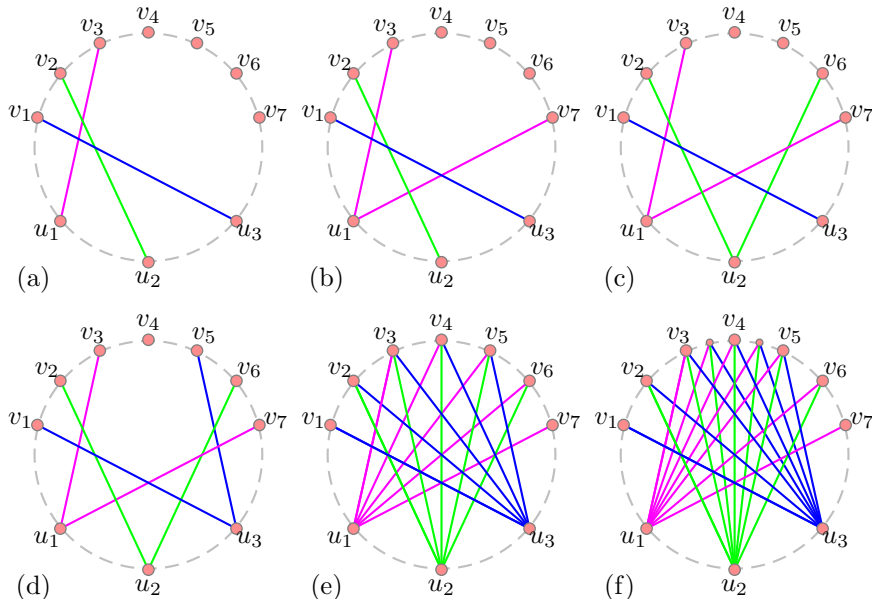 v3 v4 v5
v2 v6
v1 v7
u1 u3
u2
(a)
v3 v4 v5
v2 v6
v1 v7
u1 u3
u2
(b)
v3 v4 v5
v2 v6
v1 v7
u1 u3
u2
(c)
v3 v4 v5
v2 v6
v1 v7
u1 u3
u2
(d)
v3 v4 v5
v2 v6
v1 v7
u1 u3
u2
(e)
v3 v4 v5
v2 v6
v1 v7
u1 u3
u2
(f)